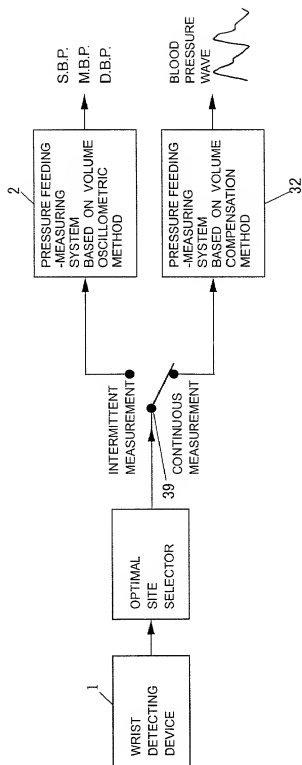 1
WRIST
DETECTING
DEVICE
OPTIMAL
SITE
SELECTOR
INTERMITTENT
MEASUREMENT
39
CONTINUOUS
MEASUREMENT
2
PRESSURE FEEDING
-MEASURING
SYSTEM
BASED ON VOLUME
OSCILLOMETRIC
METHOD
S.B.P.
M.B.P.
D.B.P.
PRESSURE FEEDING
-MEASURING
SYSTEM
BASED ON VOLUME
COMPENSATION
METHOD
32
BLOOD
PRESSURE
WAVE